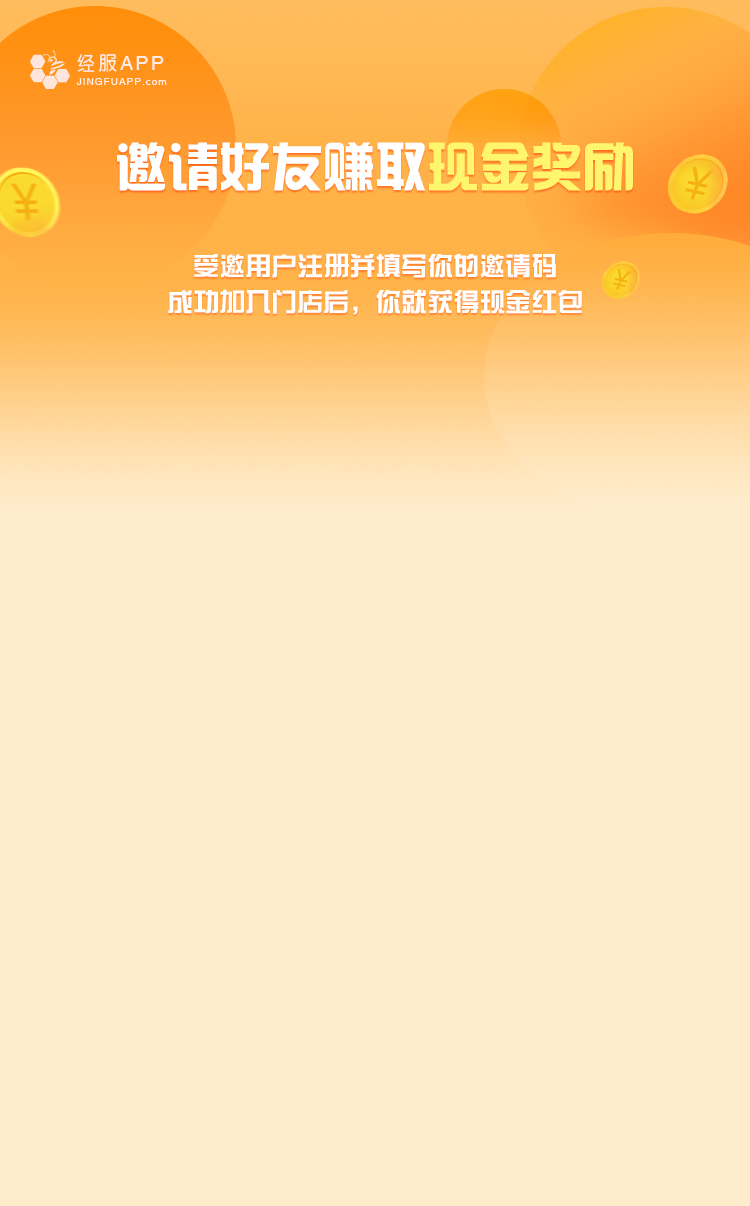 经服APP
JINGFUAPP.com
邀请好友赚取现金奖励
受邀用户注册并填写你的邀请码
成功加入门店后，你就获得现金红包
¥
¥
¥